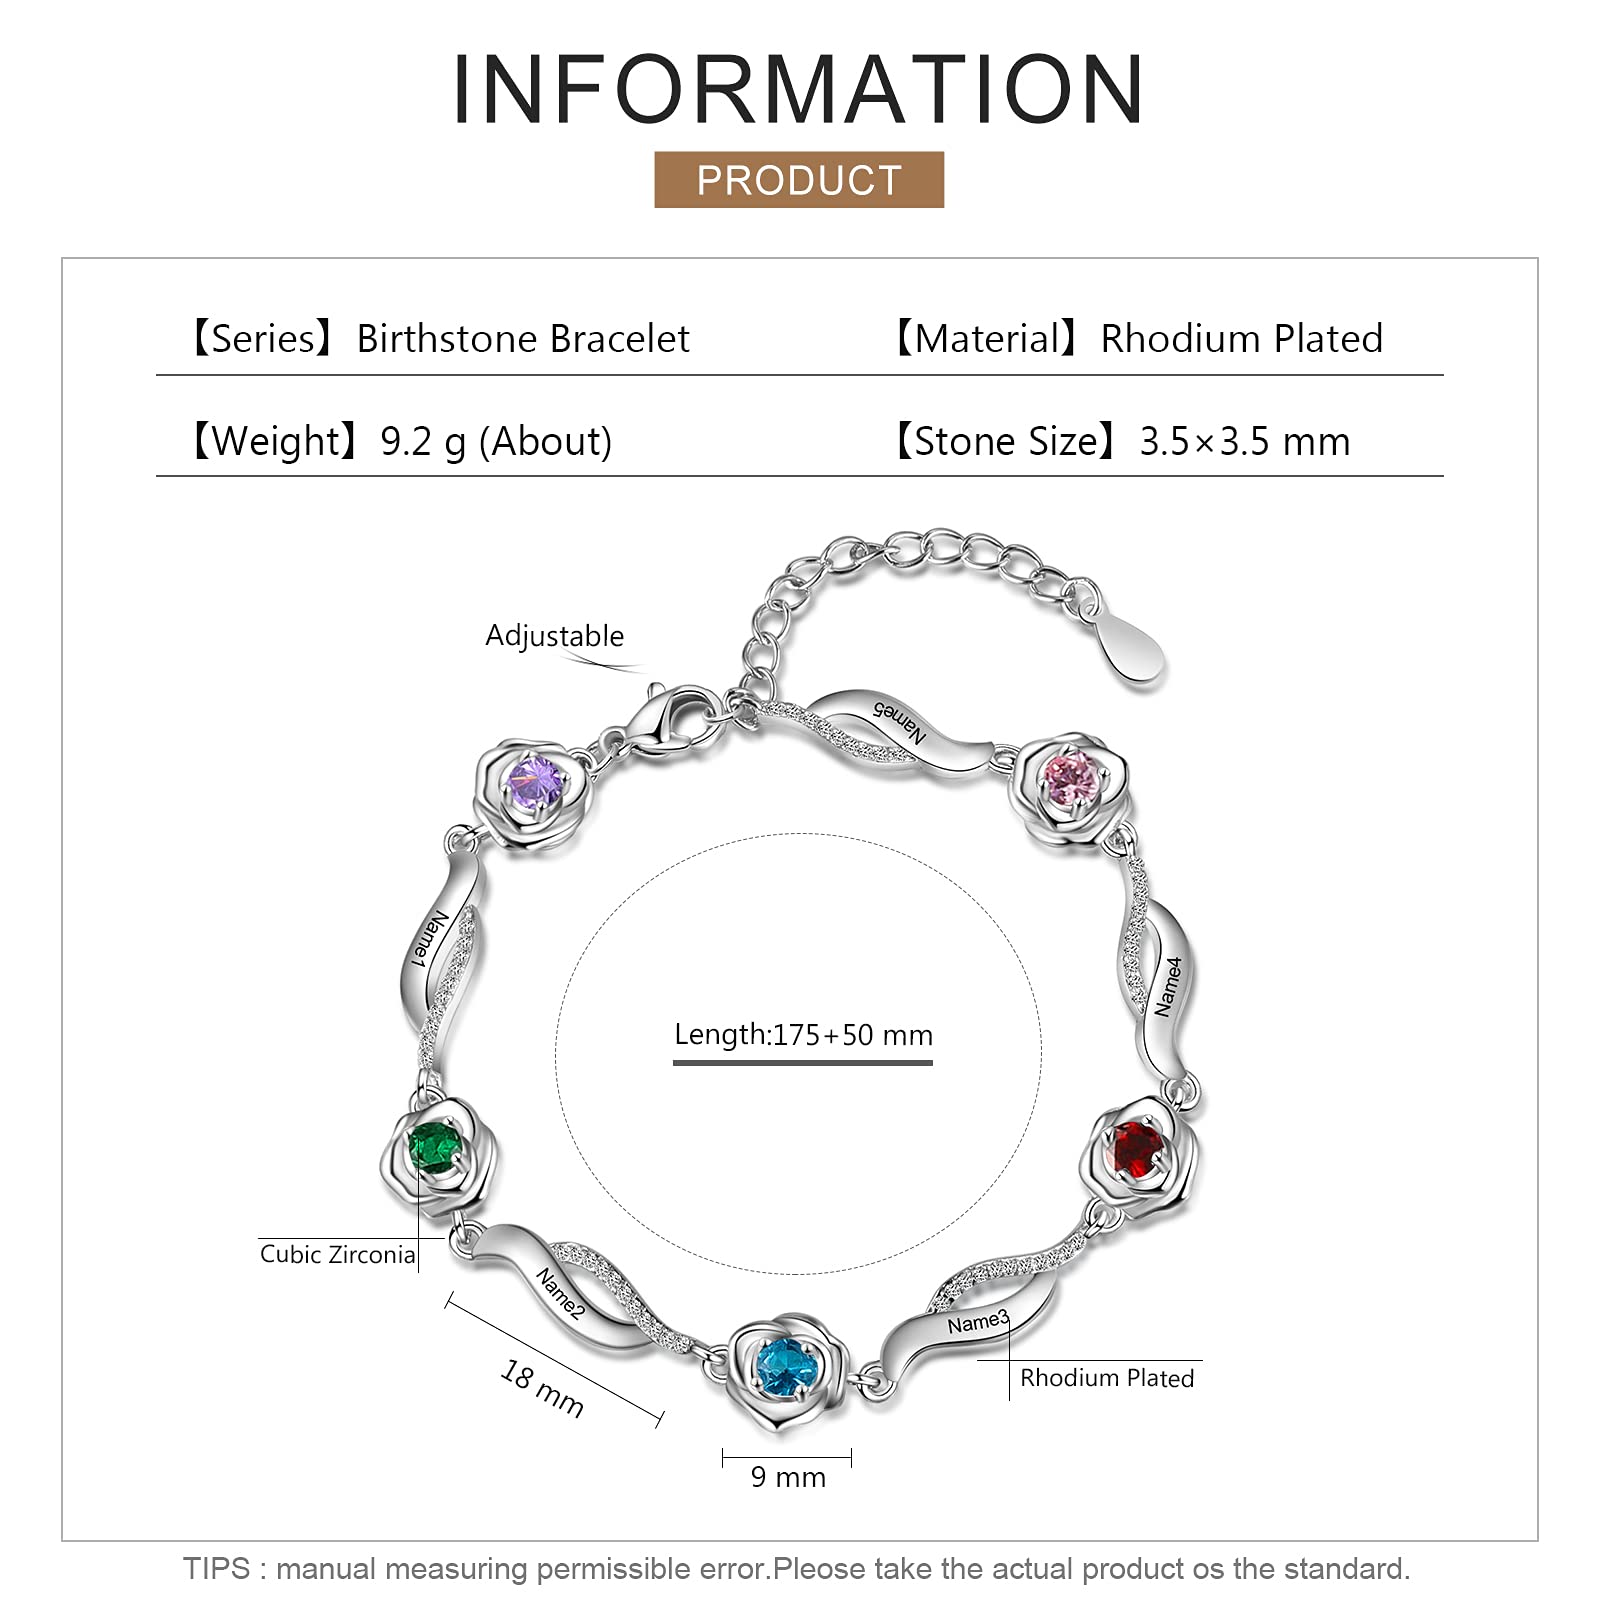 INFORMATION
PRODUCT
【Series】Birthstone Bracelet
【Material】Rhodium Plated
【Weight】9.2 g (About)
【Stone Size】3.5×3.5 mm
Adjustable
Name5
Name1
Name4
Length:175+50 mm
Cubic Zirconia
Name2
Name3
18 mm
Rhodium Plated
9 mm
TIPS : manual measuring permissible error.Please take the actual product os the standard.